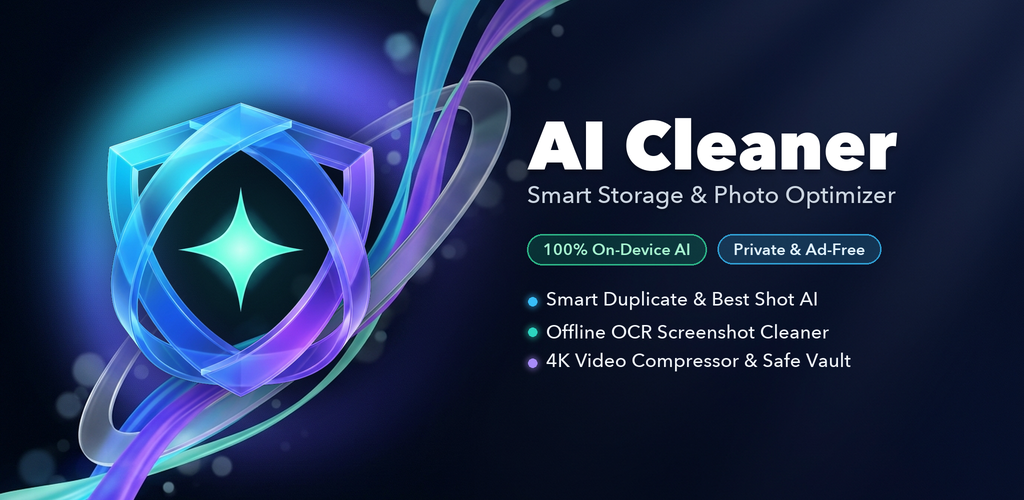 AI Cleaner
Smart Storage & Photo Optimizer
100% On-Device AI
Private & Ad-Free
Smart Duplicate & Best Shot AI
Offline OCR Screenshot Cleaner
4K Video Compressor & Safe Vault